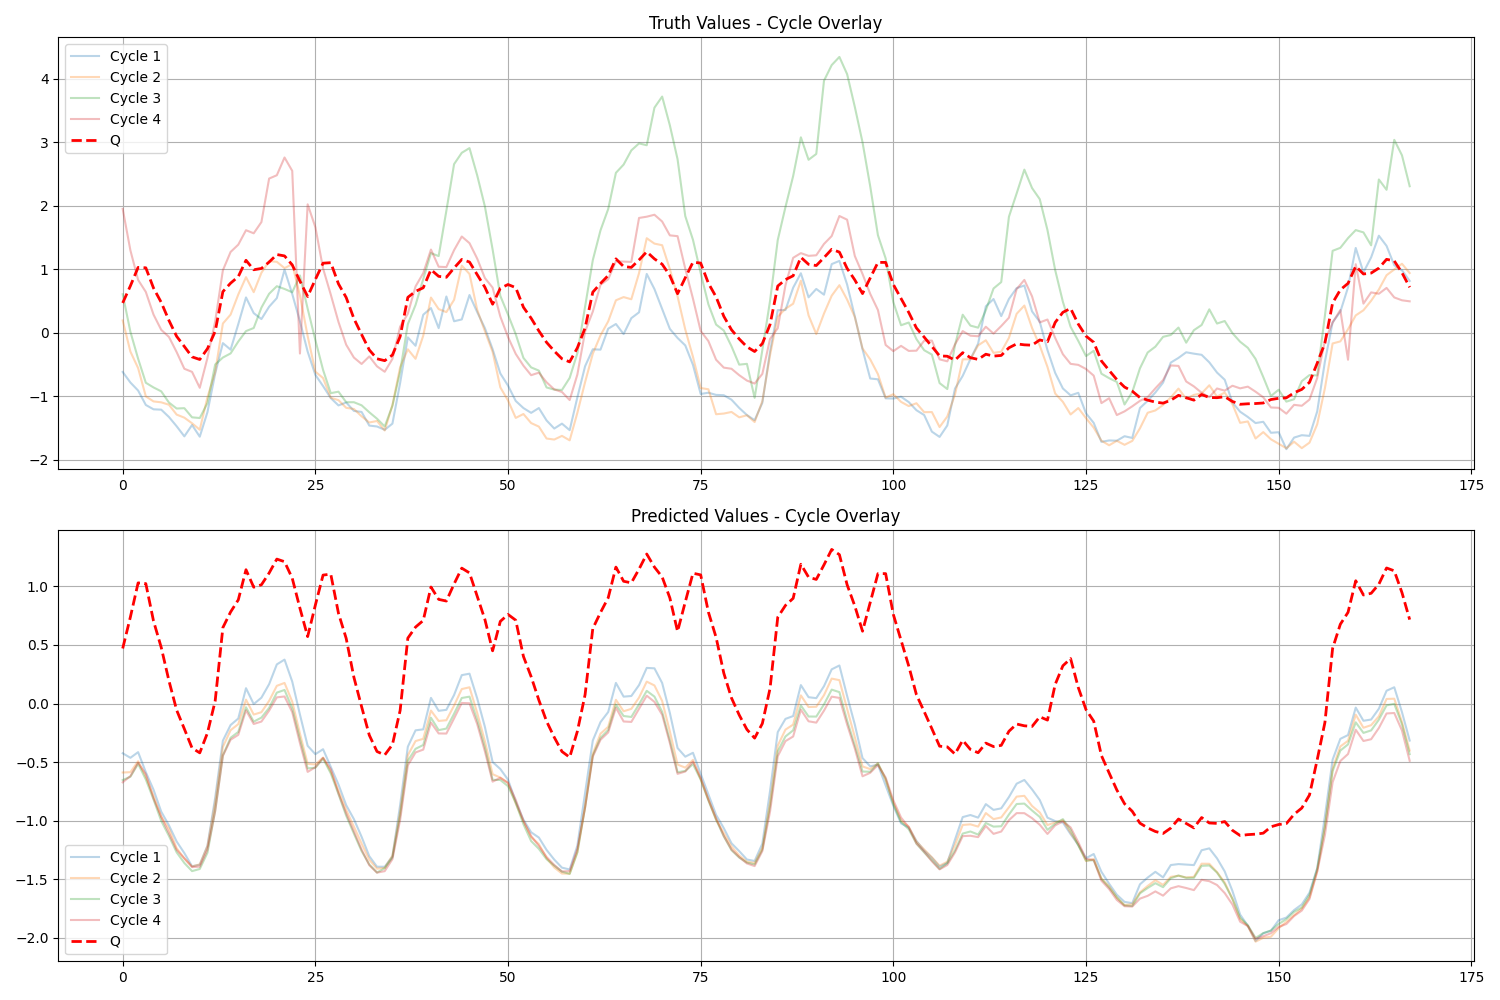 Truth Values - Cycle Overlay
Cycle 1
Cycle 2
Cycle 3
Cycle 4
Q
4
3
2
1
0
−1
−2
0 25 50 75 100 125 150 175
Predicted Values - Cycle Overlay
1.0
0.5
0.0
−0.5
−1.0
−1.5
−2.0
Cycle 1
Cycle 2
Cycle 3
Cycle 4
Q
0 25 50 75 100 125 150 175